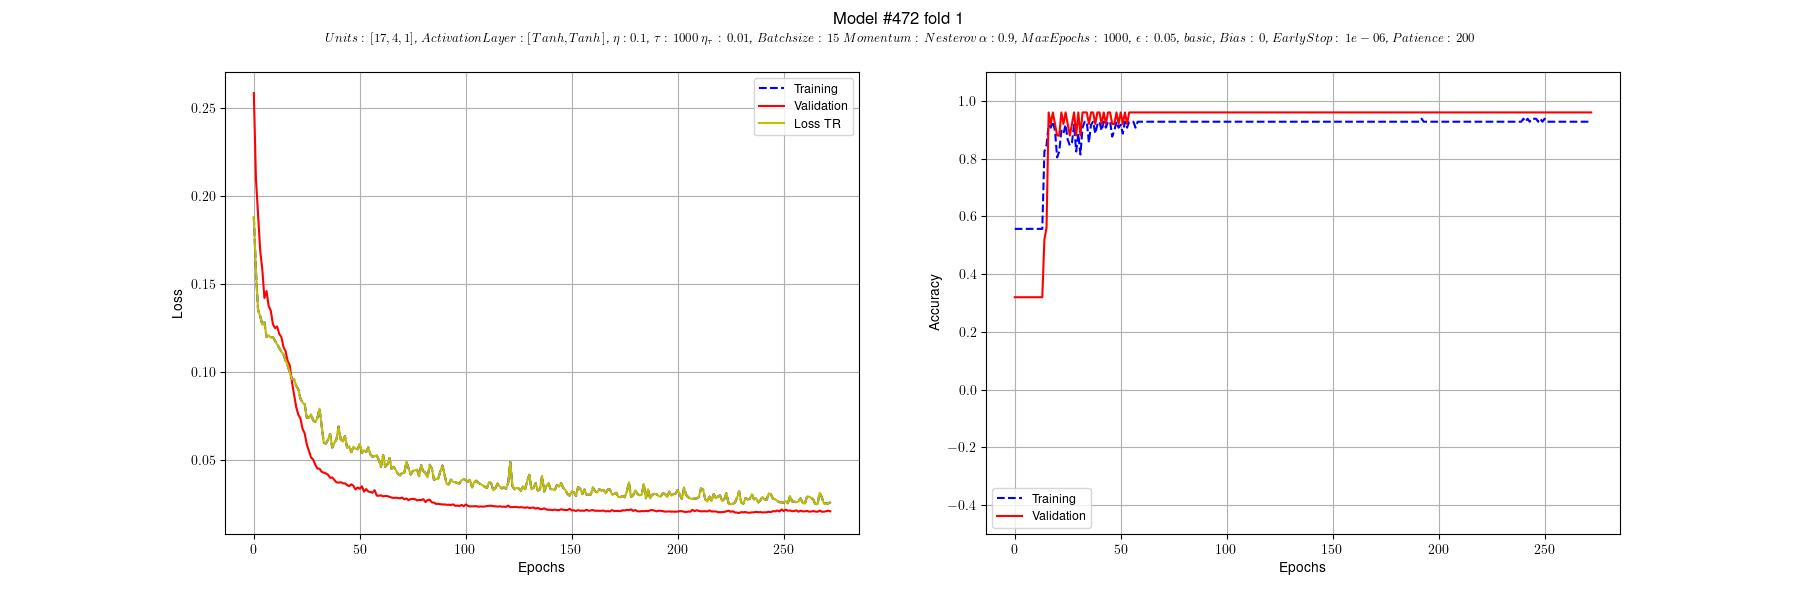 Model #472 fold 1
Units : [17, 4, 1], ActivationLayer : [Tanh, Tanh], η : 0.1, τ : 1000 ητ : 0.01, Batchsize : 15 Momentum : Nesterov α : 0.9, MaxEpochs : 1000, ϵ : 0.05, basic, Bias : 0, EarlyStop : 1e − 06, Patience : 200
Training
Validation
Loss TR
0.25
0.20
0.15
0.10
0.05
Loss
0
50
100
150
200
250
Epochs
1.0
0.8
0.6
0.4
0.2
0.0
−0.2
−0.4
Accuracy
Training
Validation
0
50
100
150
200
250
Epochs